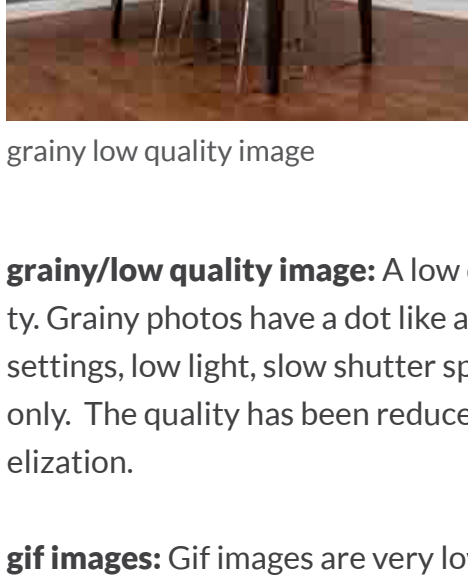 grainy low quality image
grainy/low quality image: A low
ty. Grainy photos have a dot like a
settings, low light, slow shutter sp
only.  The quality has been reduce
elization.
gif images: Gif images are very lo